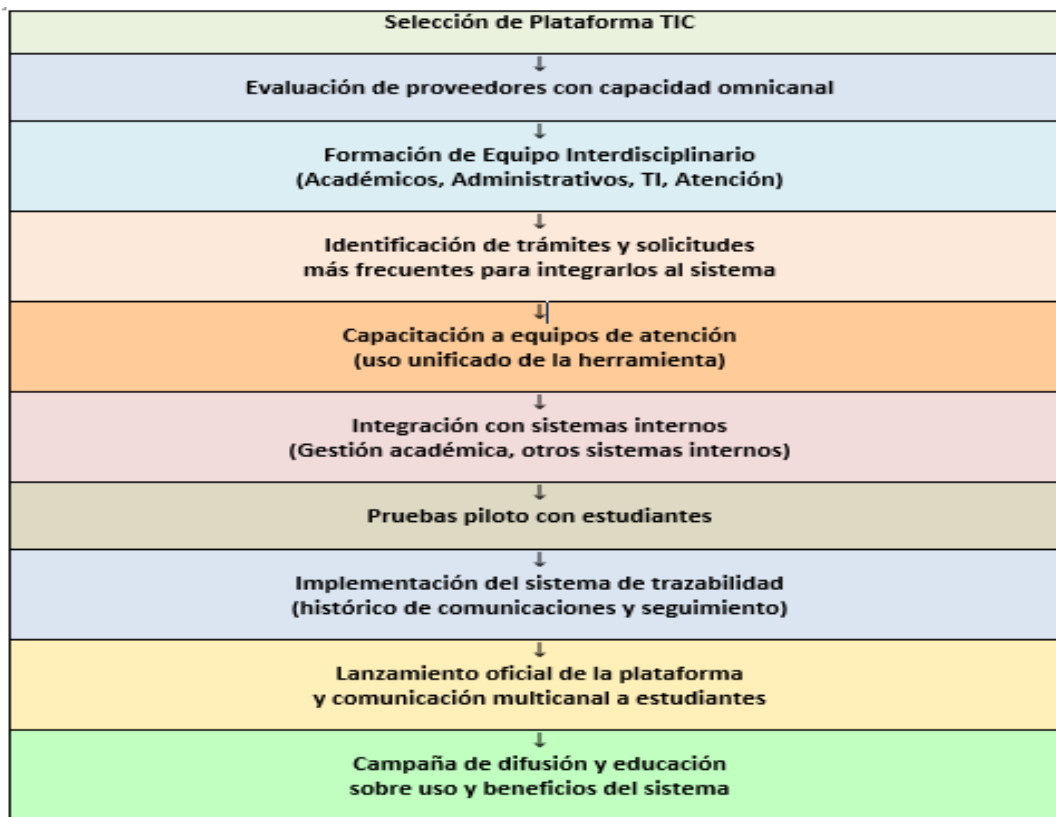 Selección de Plataforma TIC
↓
Evaluación de proveedores con capacidad omnicanal
↓
Formación de Equipo Interdisciplinario
(Académicos, Administrativos, TI, Atención)
↓
Identificación de trámites y solicitudes
más frecuentes para integrarlos al sistema
↓
Capacitación a equipos de atención
(uso unificado de la herramienta)
↓
Integración con sistemas internos
(Gestión académica, otros sistemas internos)
↓
Pruebas piloto con estudiantes
↓
Implementación del sistema de trazabilidad
(histórico de comunicaciones y seguimiento)
↓
Lanzamiento oficial de la plataforma
y comunicación multicanal a estudiantes
↓
Campaña de difusión y educación
sobre uso y beneficios del sistema